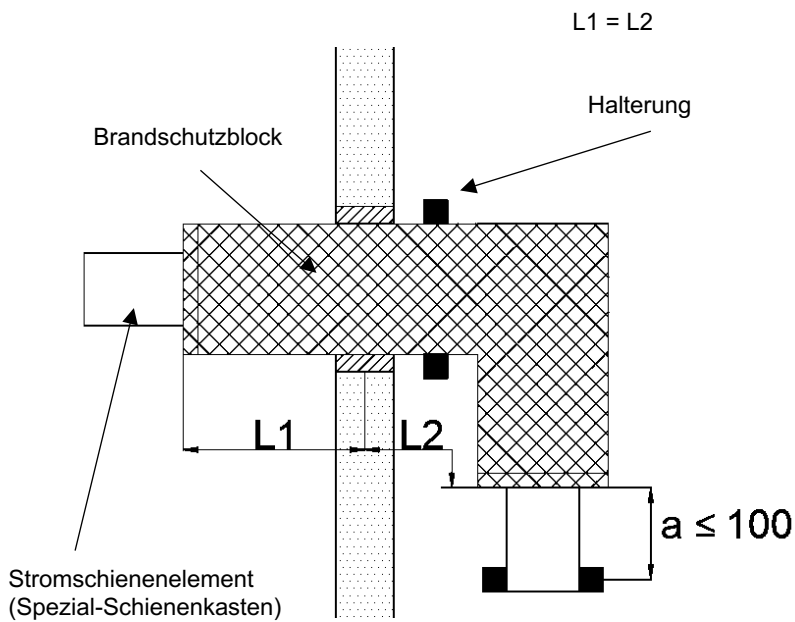 L1 = L2
Halterung
Brandschutzblock
L1
L2
a ≤ 100
Stromschienenelement
(Spezial-Schienenkasten)